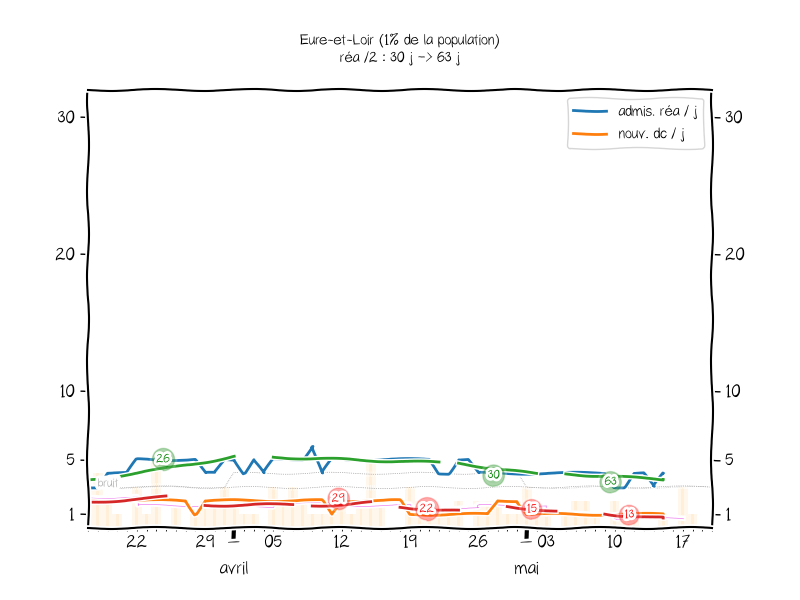 Eure-et-Loir (1% de la population)
réa /2 : 30 j -> 63 j
admis. réa / j
nouv. dc / j
30
30
20
20
10
10
5
5
1
1
bruit
26
30
63
29
22
15
13
22 29 05 12 19 26 03 10 17
avril mai